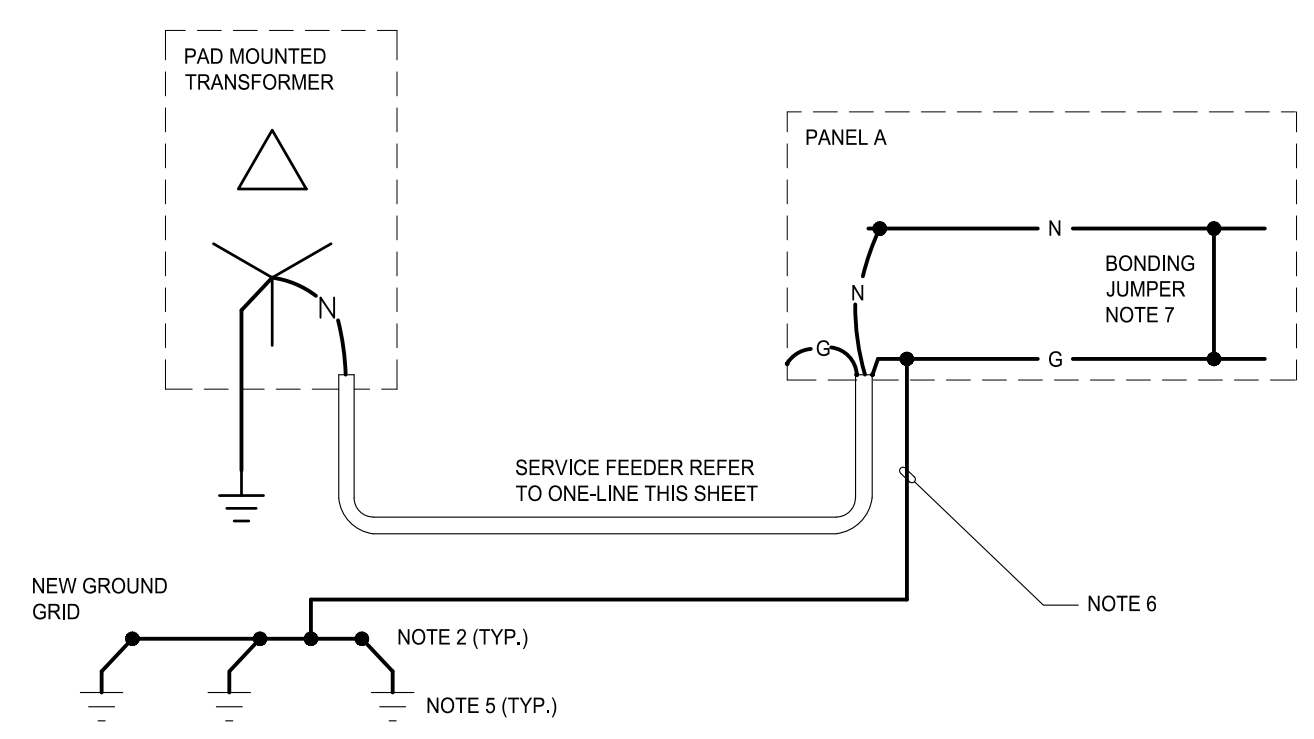 PAD MOUNTED
TRANSFORMER
N
PANEL A
N
N
BONDING
JUMPER
NOTE 7
G
G
SERVICE FEEDER REFER
TO ONE-LINE THIS SHEET
NEW GROUND
GRID
NOTE 2 (TYP.)
NOTE 5 (TYP.)
NOTE 6